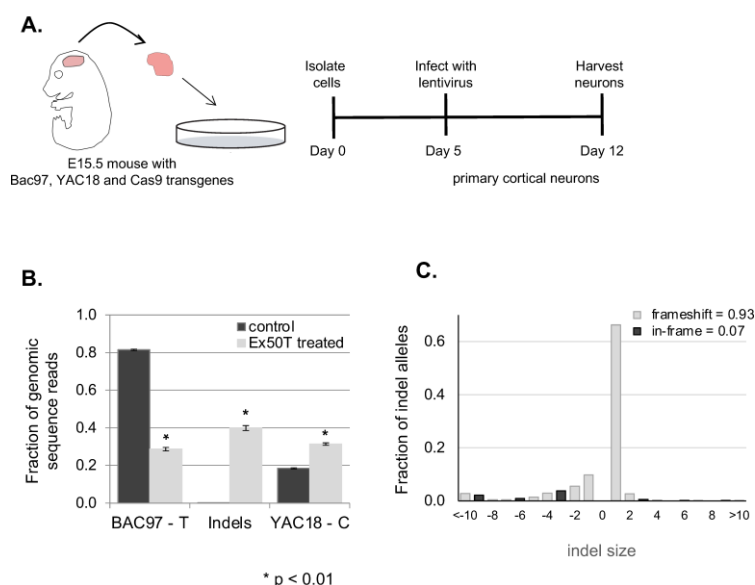 A.
Isolate
cells
Infect with
lentivirus
Harvest
neurons
Day 0
Day 5
Day 12
primary cortical neurons
E15.5 mouse with
Bac97, YAC18 and Cas9 transgenes
B.
Fraction of genomic
sequence reads
1.0
0.8
0.6
0.4
0.2
0.0
control
Ex50T treated
*
*
*
BAC97 - T
Indels
YAC18 - C
* p < 0.01
C.
Fraction of indel alleles
0.6
0.4
0.2
0.0
frameshift = 0.93
in-frame = 0.07
<-10 -8 -6 -4 -2 0 2 4 6 8 >10
indel size